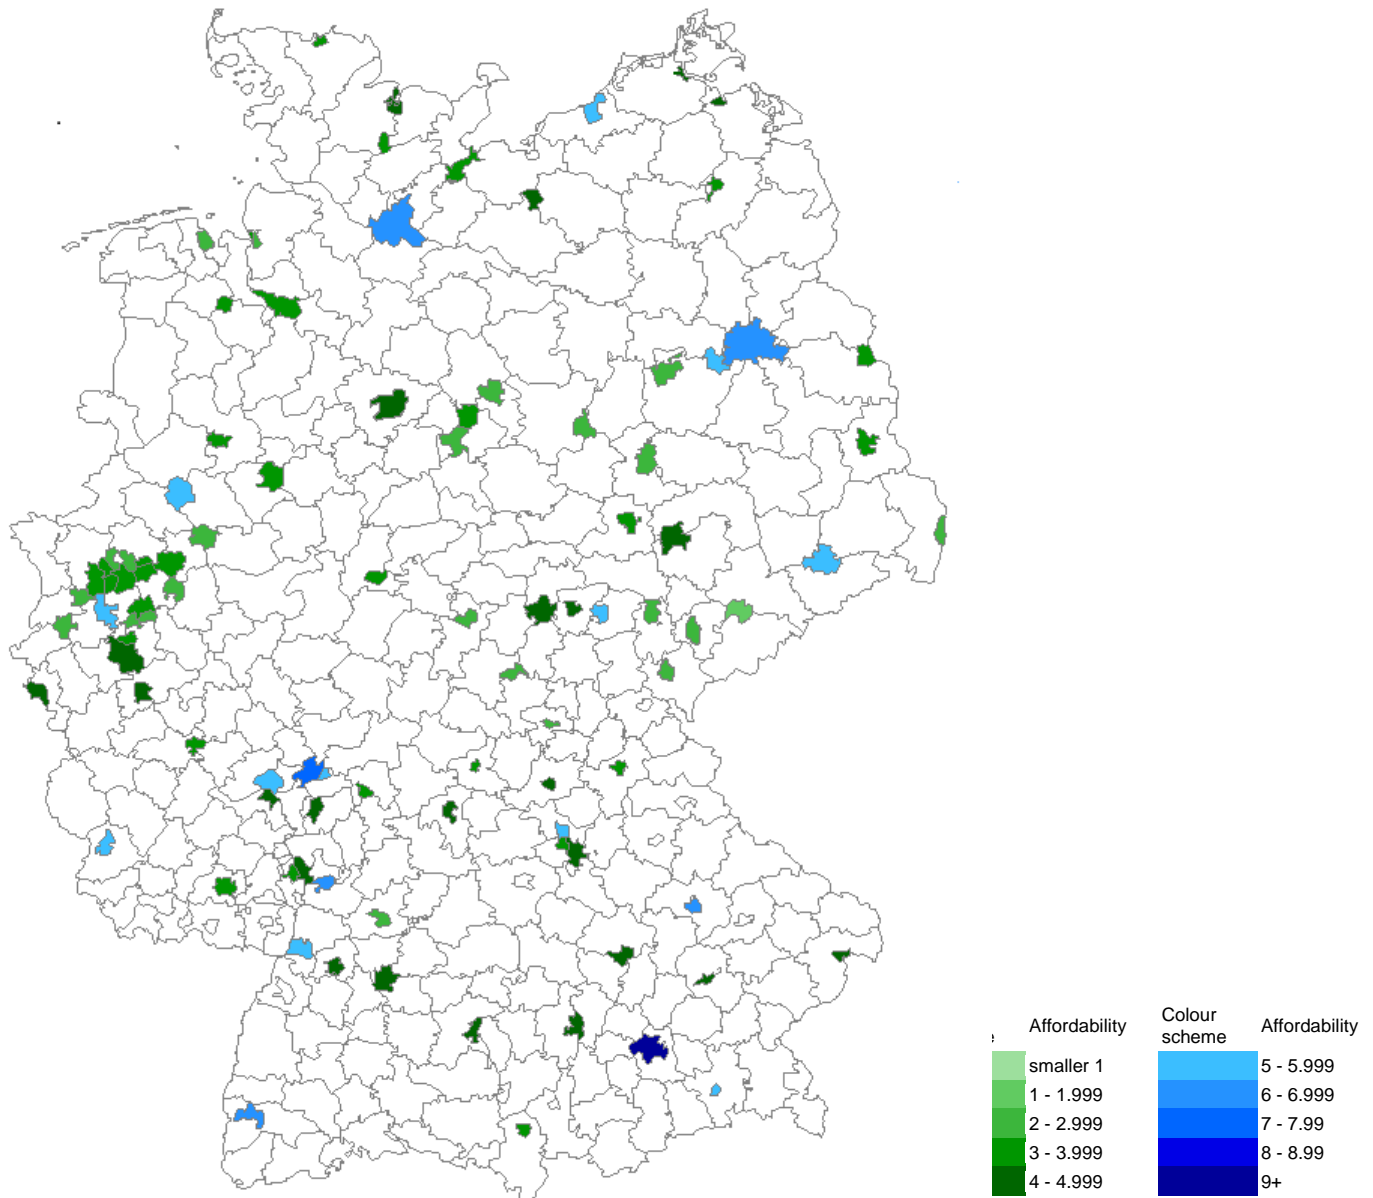 Affordability Colour scheme Affordability
smaller 1 5 - 5.999
1 - 1.999 6 - 6.999
2 - 2.999 7 - 7.99
3 - 3.999 8 - 8.99
4 - 4.999 9+